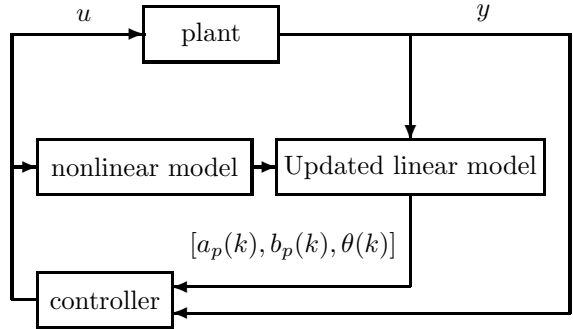 u
y
plant
nonlinear model
Updated linear model
[a_p(k), b_p(k), θ(k)]
controller